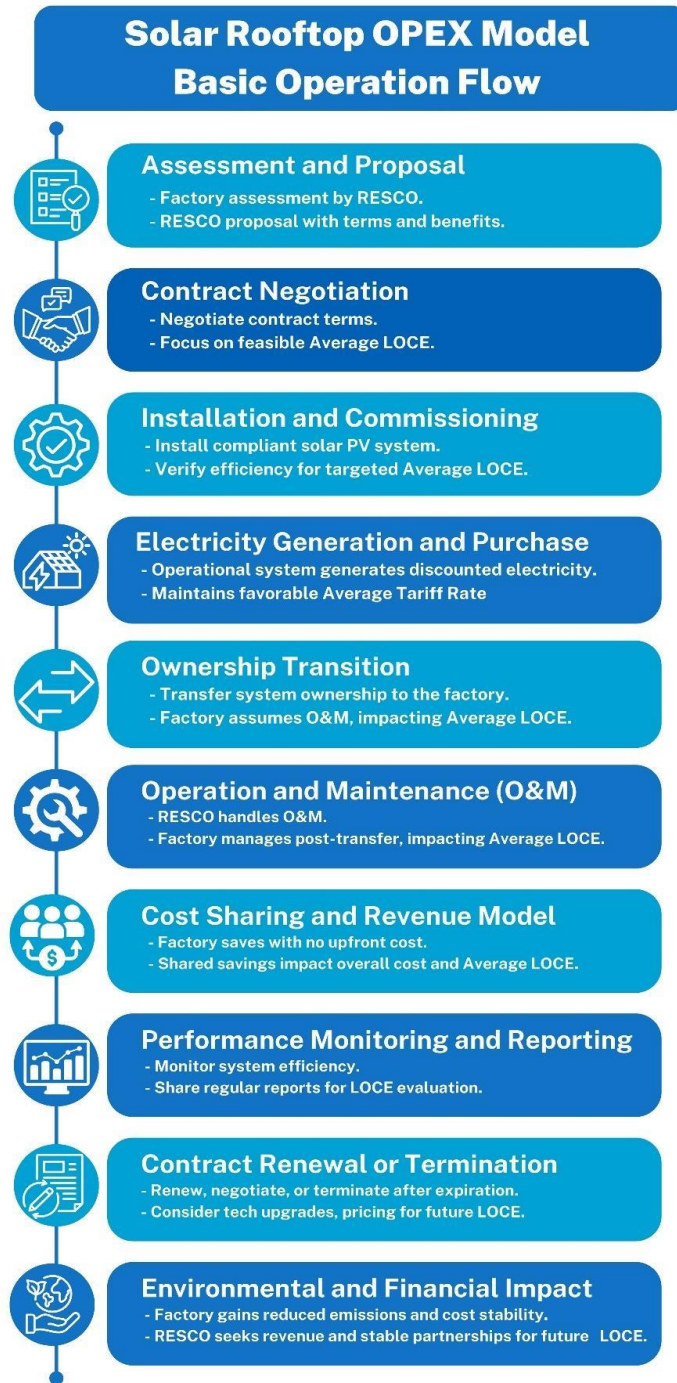 Solar Rooftop OPEX Model
Basic Operation Flow
Assessment and Proposal
- Factory assessment by RESCO.
- RESCO proposal with terms and benefits.
Contract Negotiation
- Negotiate contract terms.
- Focus on feasible Average LOCE.
Installation and Commissioning
- Install compliant solar PV system.
- Verify efficiency for targeted Average LOCE.
Electricity Generation and Purchase
- Operational system generates discounted electricity.
- Maintains favorable Average Tariff Rate
Ownership Transition
- Transfer system ownership to the factory.
- Factory assumes O&M, impacting Average LOCE.
Operation and Maintenance (O&M)
- RESCO handles O&M.
- Factory manages post-transfer, impacting Average LOCE.
Cost Sharing and Revenue Model
- Factory saves with no upfront cost.
- Shared savings impact overall cost and Average LOCE.
Performance Monitoring and Reporting
- Monitor system efficiency.
- Share regular reports for LOCE evaluation.
Contract Renewal or Termination
- Renew, negotiate, or terminate after expiration.
- Consider tech upgrades, pricing for future LOCE.
Environmental and Financial Impact
- Factory gains reduced emissions and cost stability.
- RESCO seeks revenue and stable partnerships for future LOCE.